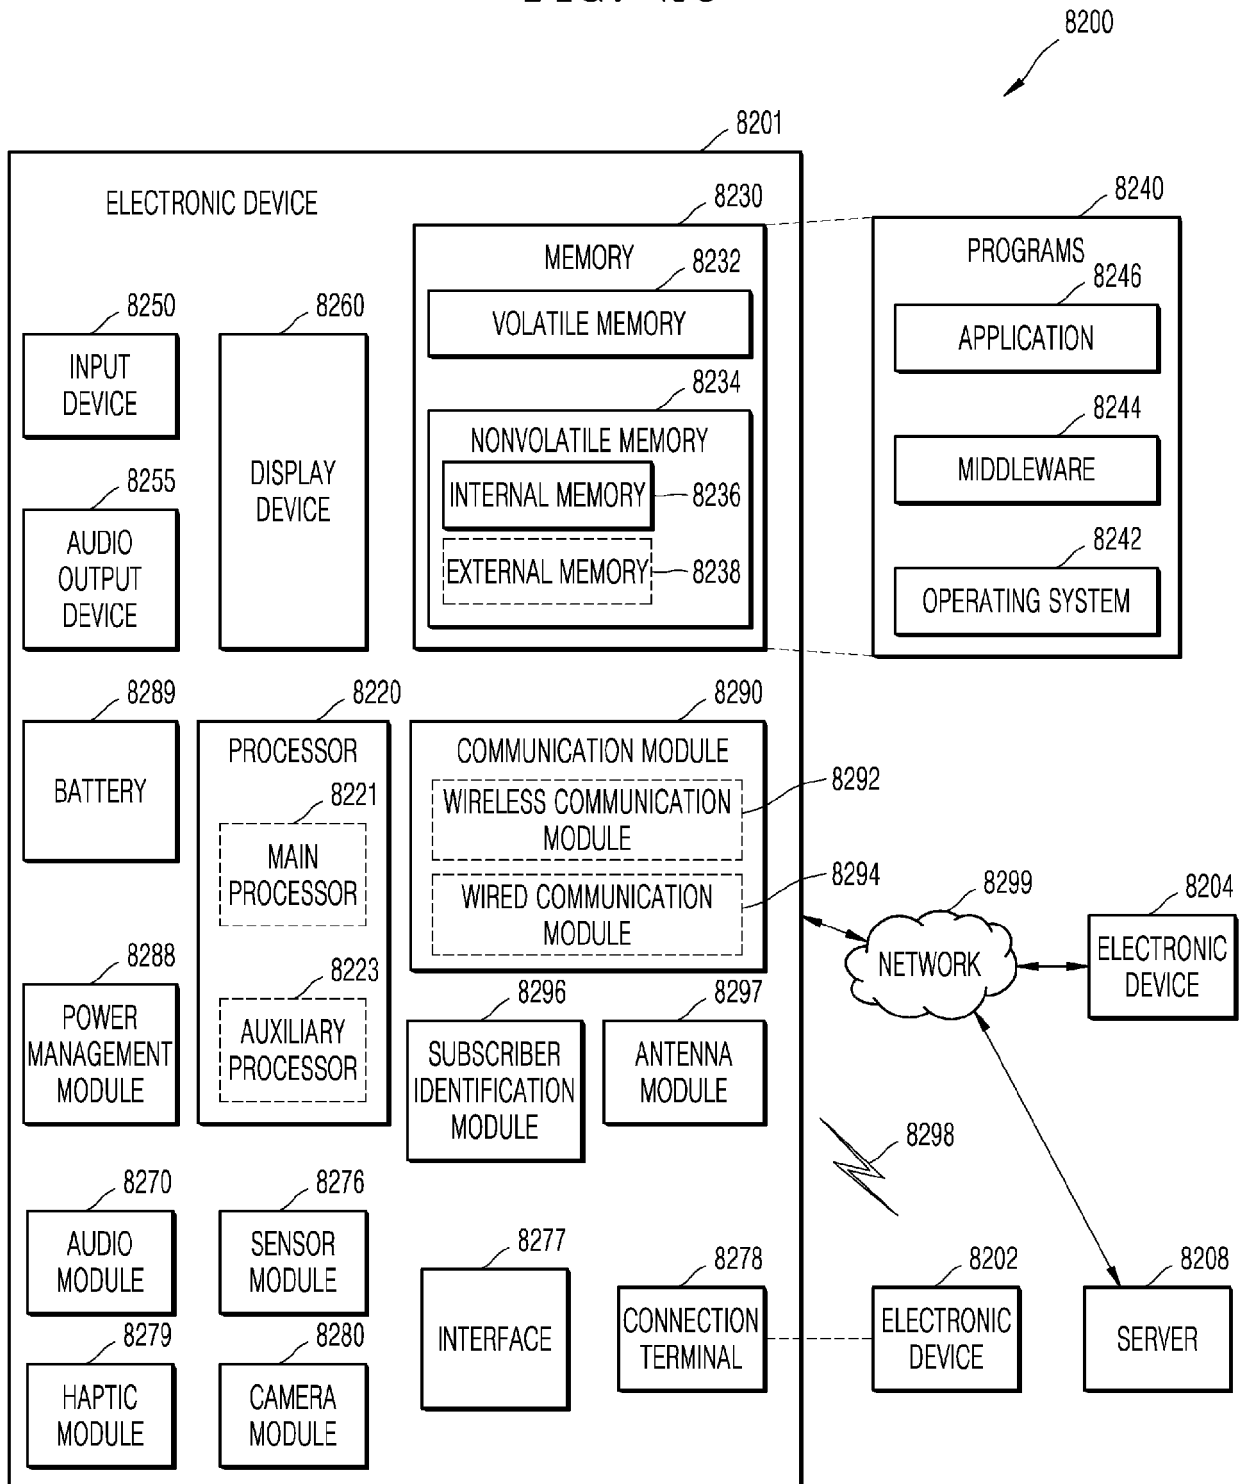 8200
8201
ELECTRONIC DEVICE
8230
MEMORY
8232
VOLATILE MEMORY
8234
NONVOLATILE MEMORY
INTERNAL MEMORY
8236
EXTERNAL MEMORY
8238
8240
PROGRAMS
8246
APPLICATION
8244
MIDDLEWARE
8242
OPERATING SYSTEM
8250
INPUT
DEVICE
8260
DISPLAY
DEVICE
8255
AUDIO
OUTPUT
DEVICE
8289
BATTERY
8220
PROCESSOR
8221
MAIN
PROCESSOR
8223
AUXILIARY
PROCESSOR
8290
COMMUNICATION MODULE
WIRELESS COMMUNICATION
MODULE
8292
WIRED COMMUNICATION
MODULE
8294
8299
NETWORK
8204
ELECTRONIC
DEVICE
8288
POWER
MANAGEMENT
MODULE
8296
SUBSCRIBER
IDENTIFICATION
MODULE
8297
ANTENNA
MODULE
8298
8270
AUDIO
MODULE
8276
SENSOR
MODULE
8277
INTERFACE
8278
CONNECTION
TERMINAL
8202
ELECTRONIC
DEVICE
8208
SERVER
8279
HAPTIC
MODULE
8280
CAMERA
MODULE